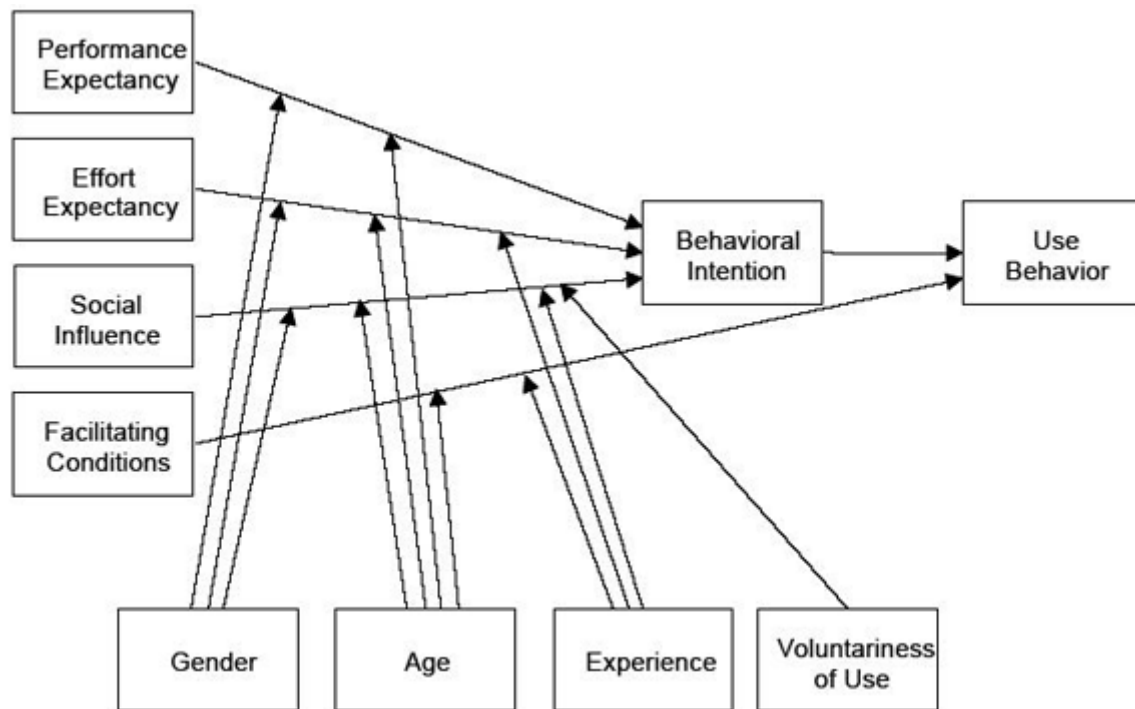 Performance
Expectancy
Effort
Expectancy
Social
Influence
Facilitating
Conditions
Behavioral
Intention
Use
Behavior
Gender
Age
Experience
Voluntariness
of Use